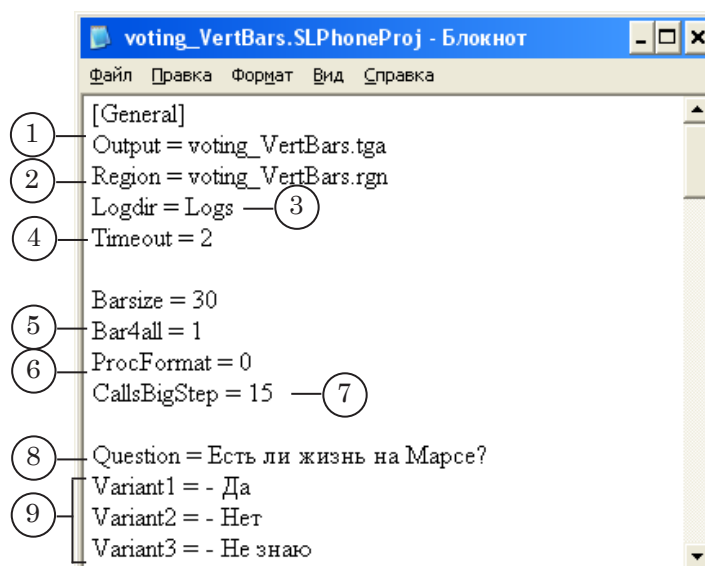 voting_VertBars.SLPhoneProj - Блокнот
Файл Правка Формат Вид Справка
[General]
1
Output = voting_VertBars.tga
2
Region = voting_VertBars.rgn
Logdir = Logs 3
4
Timeout = 2
Barsize = 30
5
Bar4all = 1
6
ProcFormat = 0
CallsBigStep = 15 7
8
Question = Есть ли жизнь на Марсе?
9
Variant1 = - Да
Variant2 = - Нет
Variant3 = - Не знаю